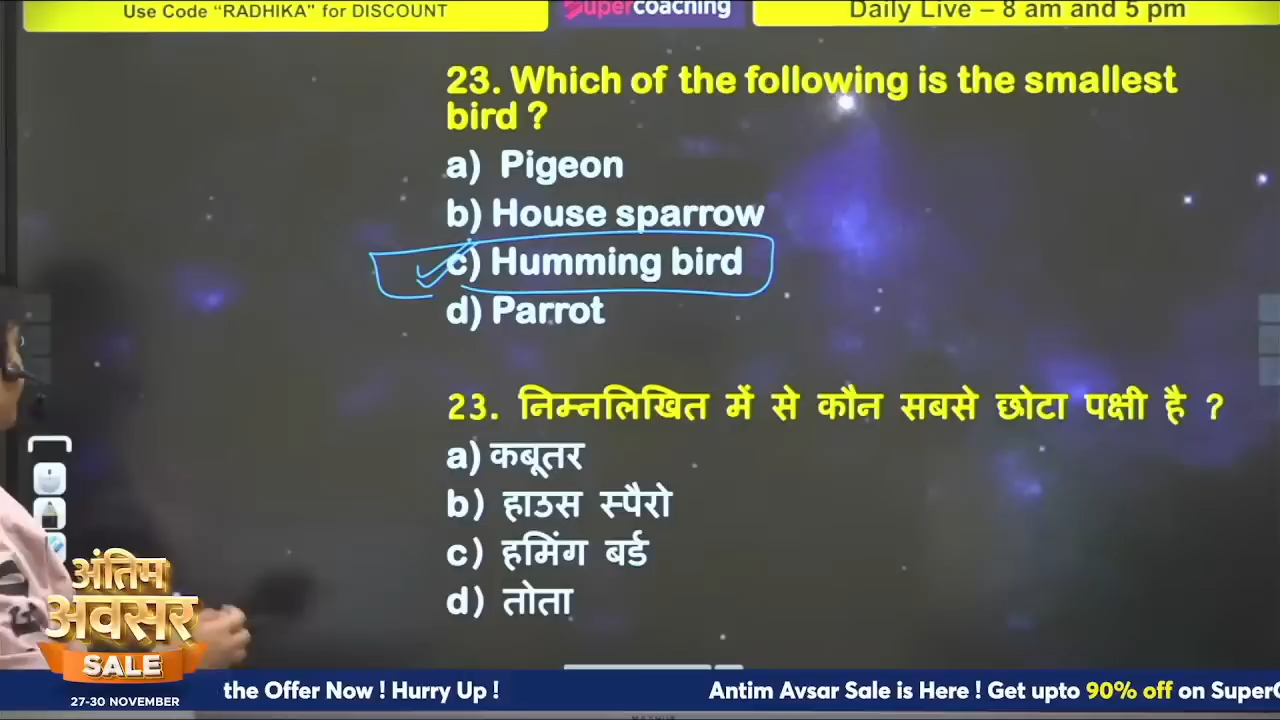 Use Code “RADHIKA” for DISCOUNT
Supercoaching
Daily Live – 8 am and 5 pm
23. Which of the following is the smallest
bird ?
a) Pigeon
b) House sparrow
c) Humming bird
d) Parrot
23. निम्नलिखित में से कौन सबसे छोटा पक्षी है ?
a) कबूतर
b) हाउस स्पैरो
c) हमिंग बर्ड
d) तोता
अंतिम
अवसर
SALE
27-30 NOVEMBER
the Offer Now ! Hurry Up !
Antim Avsar Sale is Here ! Get upto 90% off on Super